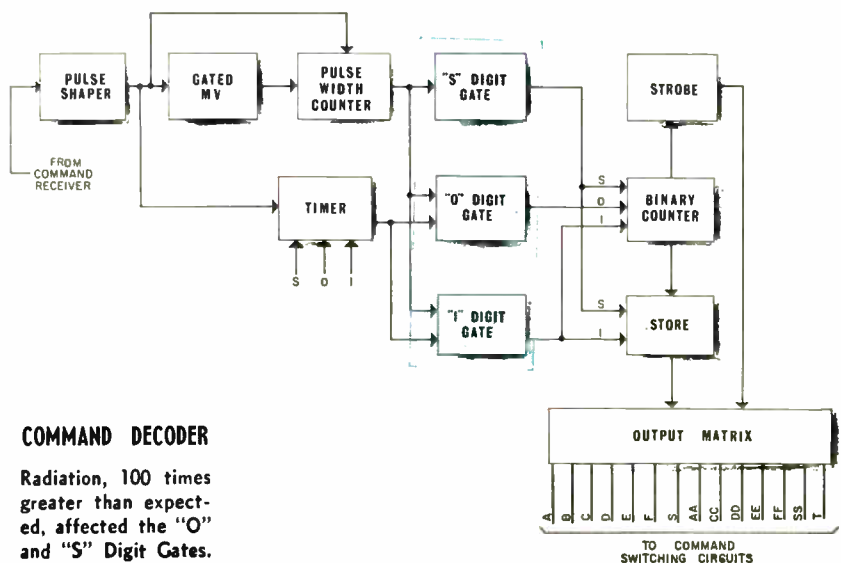 PULSE
SHAPER
GATED
MV
PULSE
WIDTH
COUNTER
"S" DIGIT
GATE
STROBE
FROM
COMMAND
RECEIVER
TIMER
S O I
"O" DIGIT
GATE
S
O
I
BINARY
COUNTER
"I" DIGIT
GATE
S
I
STORE
COMMAND DECODER
Radiation, 100 times
greater than expect-
ed, affected the "O"
and "S" Digit Gates.
OUTPUT MATRIX
A B C D E F S AA CC DD EE FF SS T
TO COMMAND
SWITCHING CIRCUITS